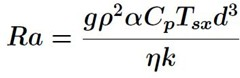 Ra = \frac{g\rho^2 \alpha C_p T_{sx} d^3}{\eta k}